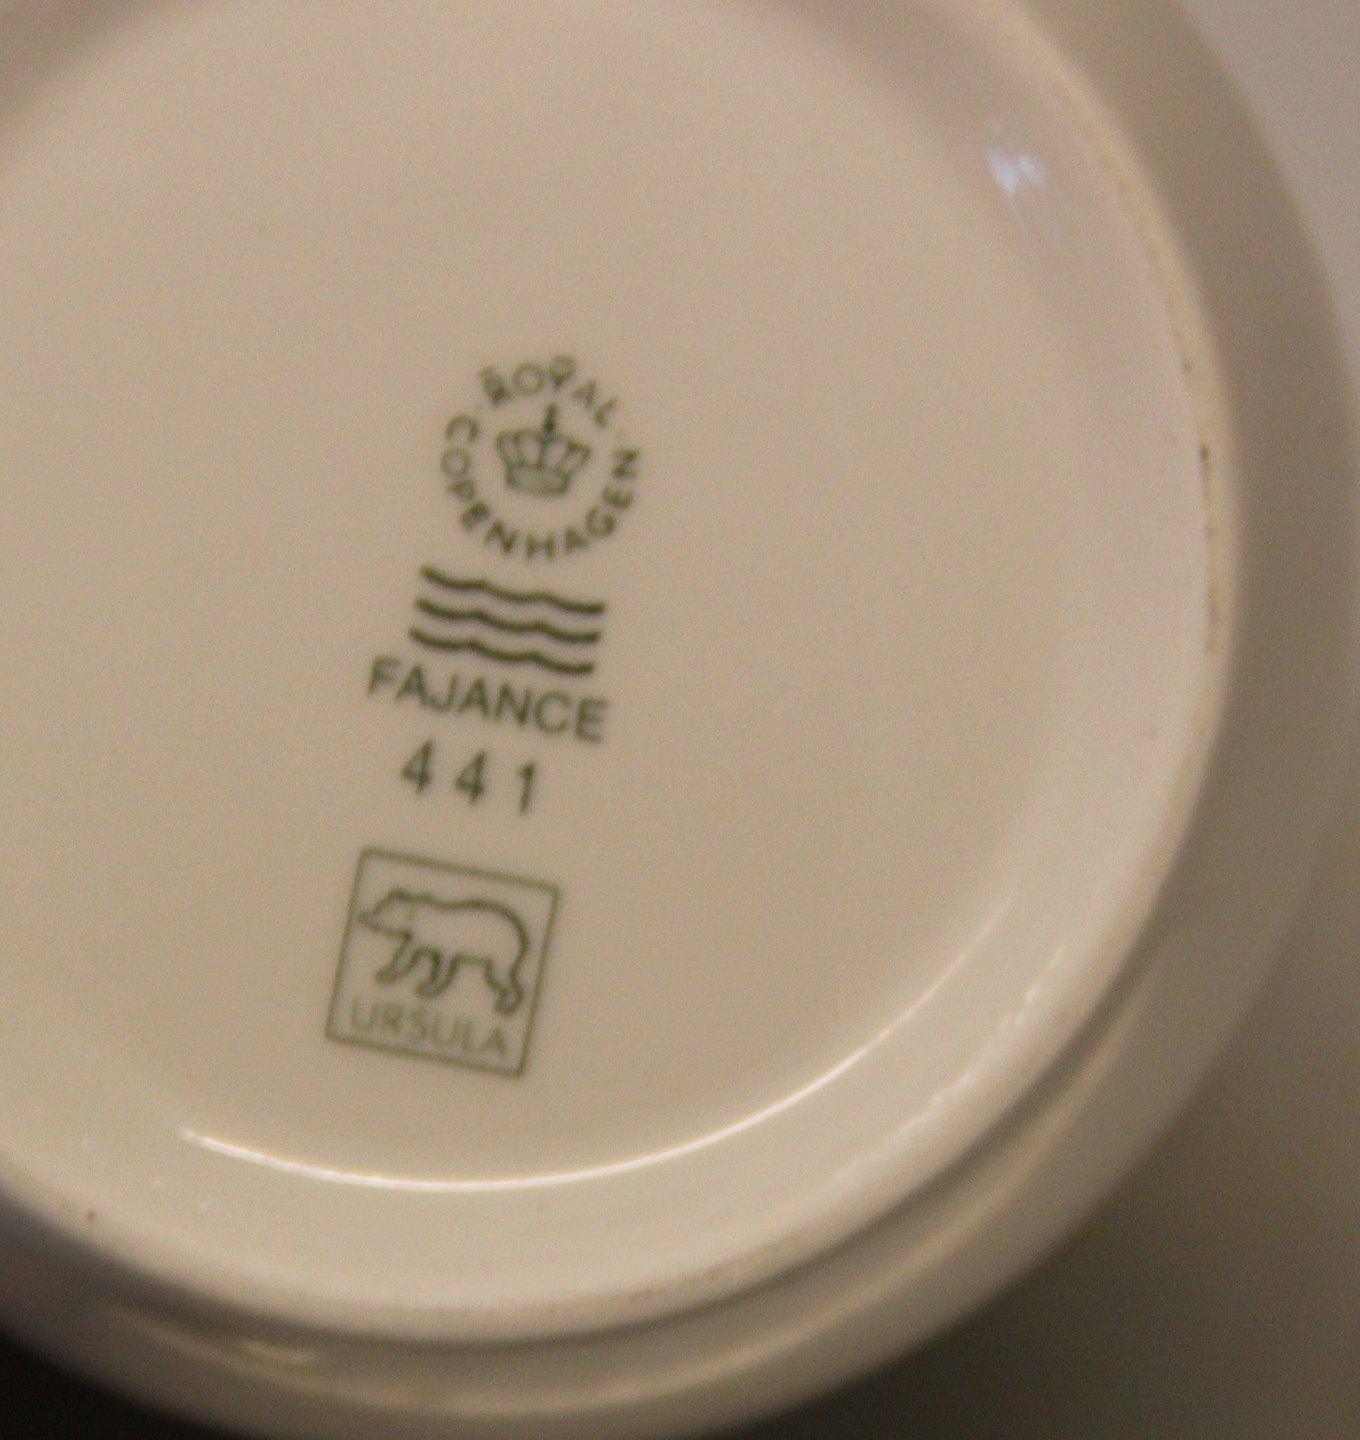 ROYAL
COPENHAGEN
FAJANCE
441
URSULA